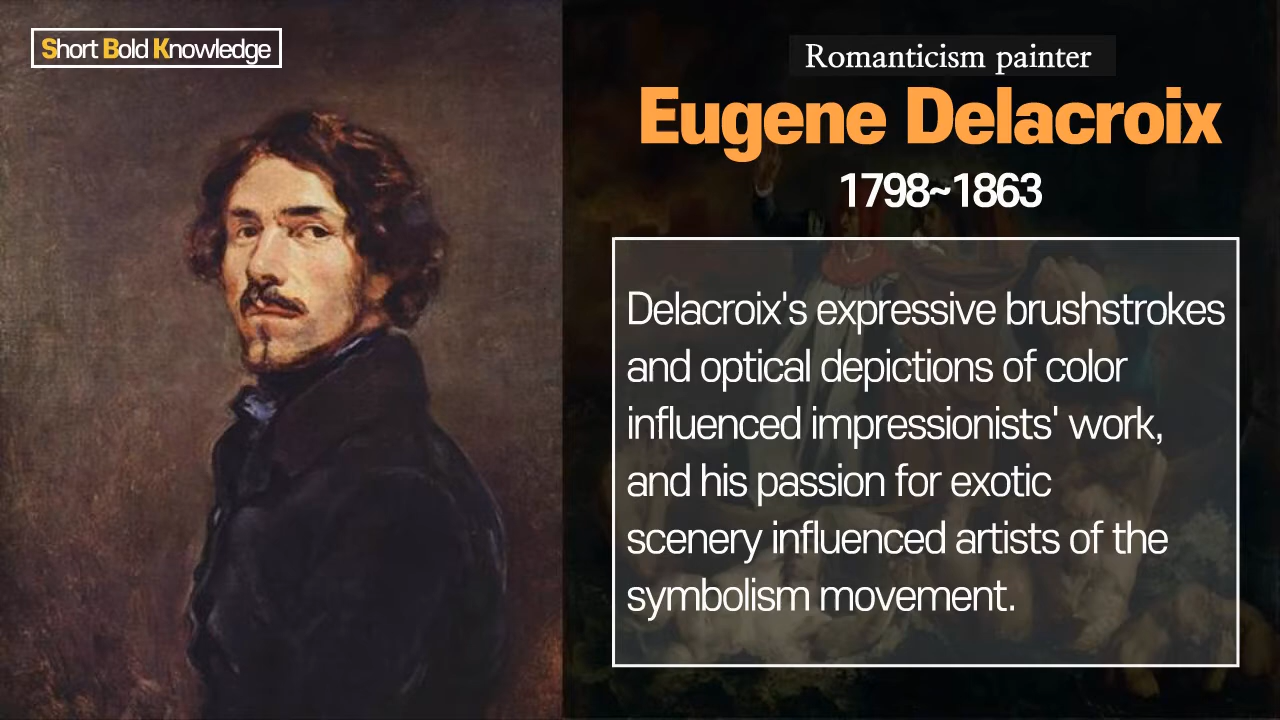 Short Bold Knowledge
Romanticism painter
Eugene Delacroix
1798~1863
Delacroix's expressive brushstrokes
and optical depictions of color
influenced impressionists' work,
and his passion for exotic
scenery influenced artists of the
symbolism movement.